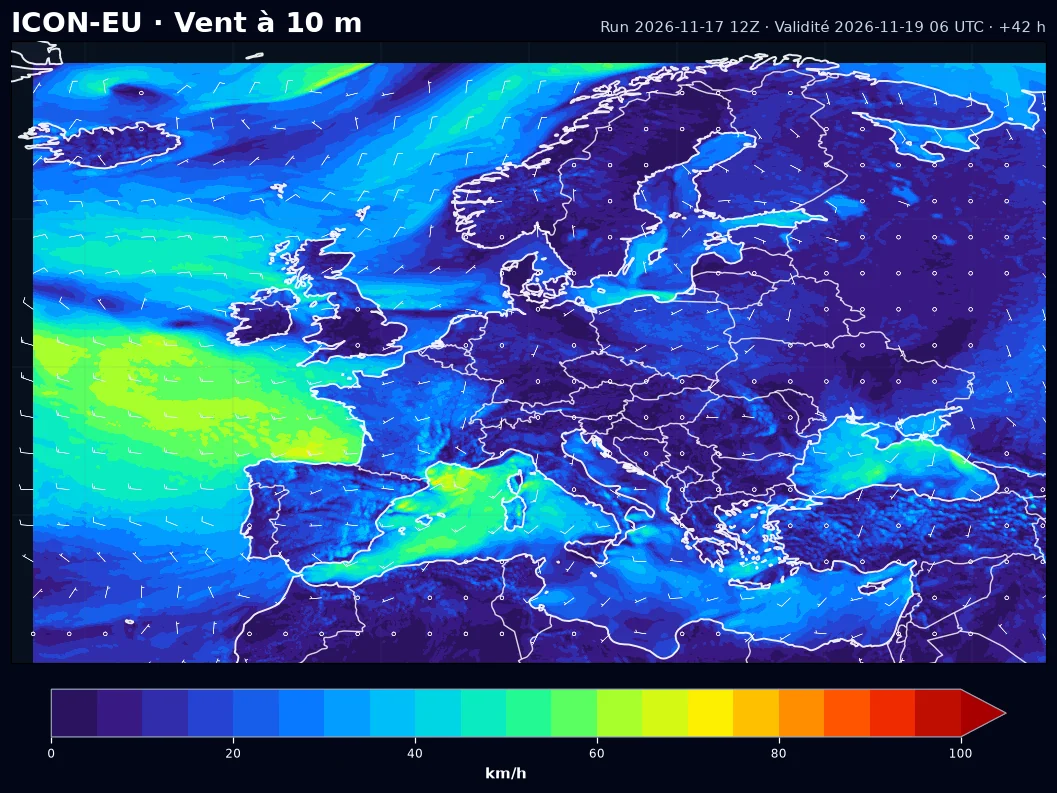 ICON-EU · Vent à 10 m
Run 2026-11-17 12Z · Validité 2026-11-19 06 UTC · +42 h
0 20 40 60 80 100
km/h